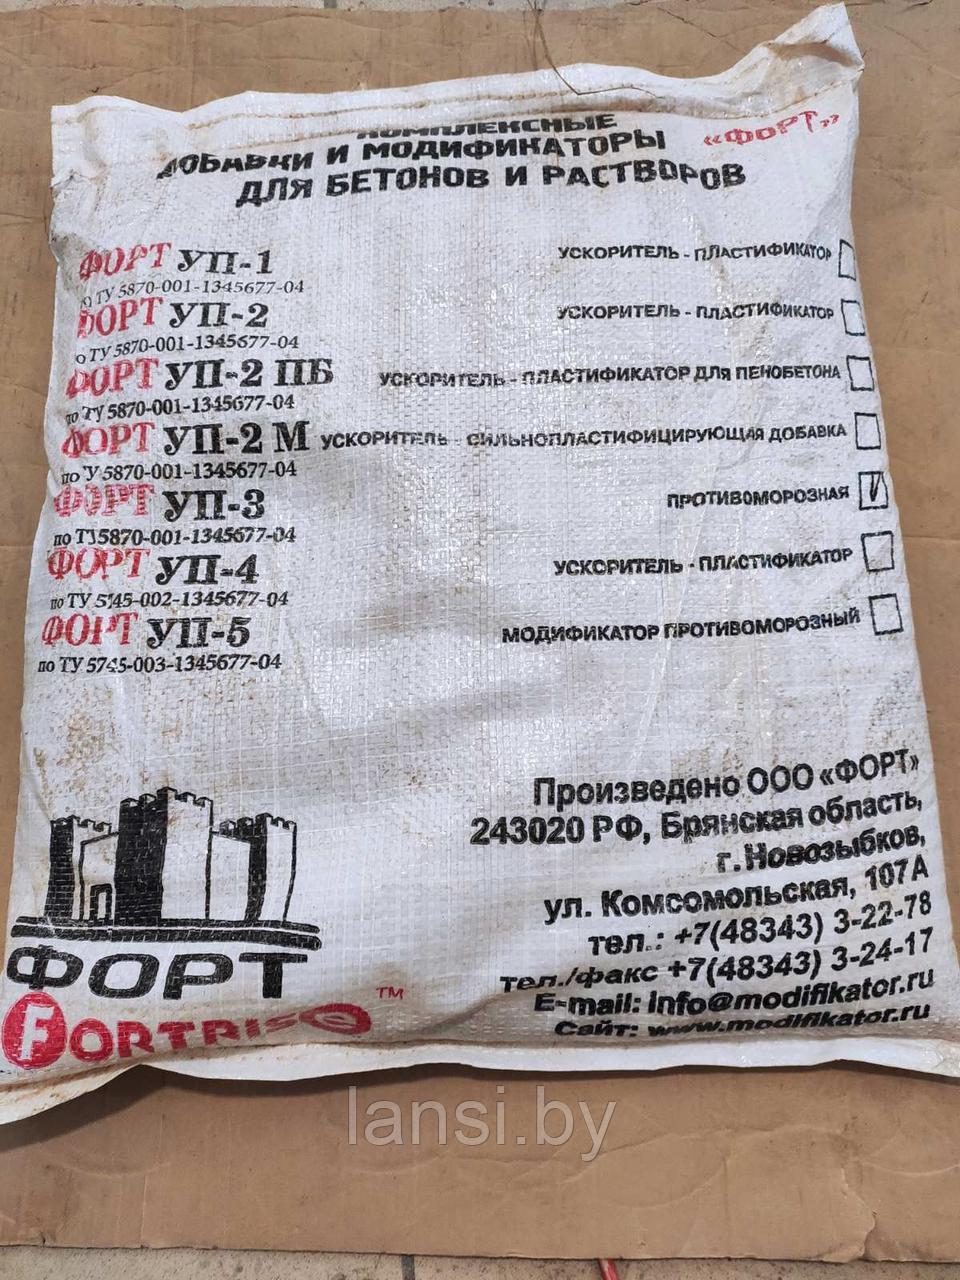 КОМПЛЕКСНЫЕ
ДОБАВКИ И МОДИФИКАТОРЫ «ФОРТ»
ДЛЯ БЕТОНОВ И РАСТВОРОВ
ФОРТ УП-1 УСКОРИТЕЛЬ - ПЛАСТИФИКАТОР
по ТУ 5870-001-1345677-04
ФОРТ УП-2 УСКОРИТЕЛЬ - ПЛАСТИФИКАТОР
по ТУ 5870-001-1345677-04
ФОРТ УП-2 ПБ УСКОРИТЕЛЬ - ПЛАСТИФИКАТОР ДЛЯ ПЕНОБЕТОНА
по ТУ 5870-001-1345677-04
ФОРТ УП-2 М УСКОРИТЕЛЬ - СИЛЬНОПЛАСТИФИЦИРУЮЩАЯ ДОБАВКА
по ТУ 5870-001-1345677-04
ФОРТ УП-3 ПРОТИВОМОРОЗНАЯ
по ТУ 5870-001-1345677-04
ФОРТ УП-4 УСКОРИТЕЛЬ - ПЛАСТИФИКАТОР
по ТУ 5745-002-1345677-04
ФОРТ УП-5 МОДИФИКАТОР ПРОТИВОМОРОЗНЫЙ
по ТУ 5745-003-1345677-04
Произведено ООО «ФОРТ»
243020 РФ, Брянская область,
г. Новозыбков,
ул. Комсомольская, 107А
тел.: +7(48343) 3-22-78
тел./факс +7(48343) 3-24-17
E-mail: info@modifikator.ru
Сайт: www.modifikator.ru
ФОРТ
FORTRISE ™
lansi.by